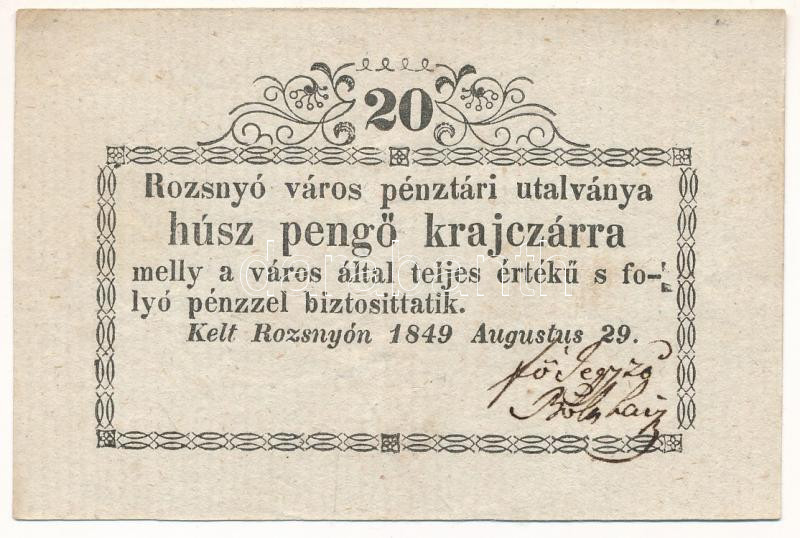 20
Rozsnyó város pénztári utalványa
húsz pengő krajczárra
melly a város által teljes értékű s fo-
lyó pénzzel biztosittatik.
Kelt Rozsnyón 1849 Augustus 29.
fő Jegyző
darabanth